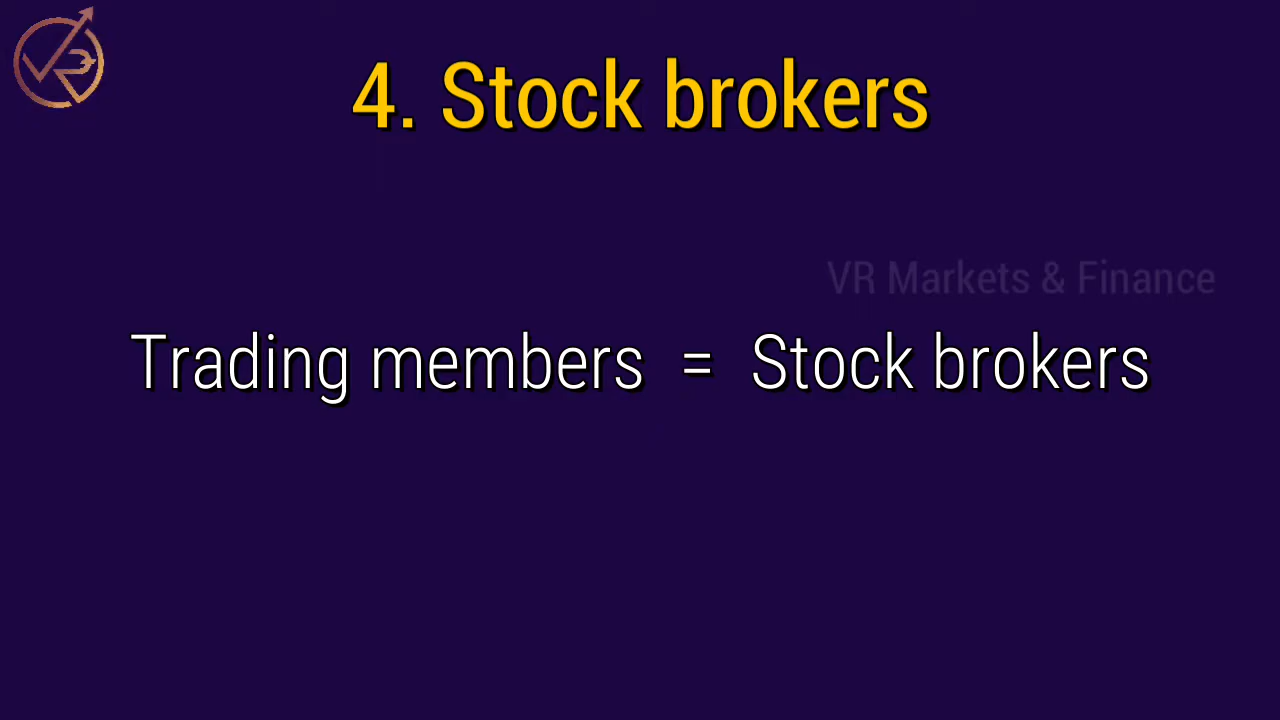 4. Stock brokers
VR Markets & Finance
Trading members = Stock brokers